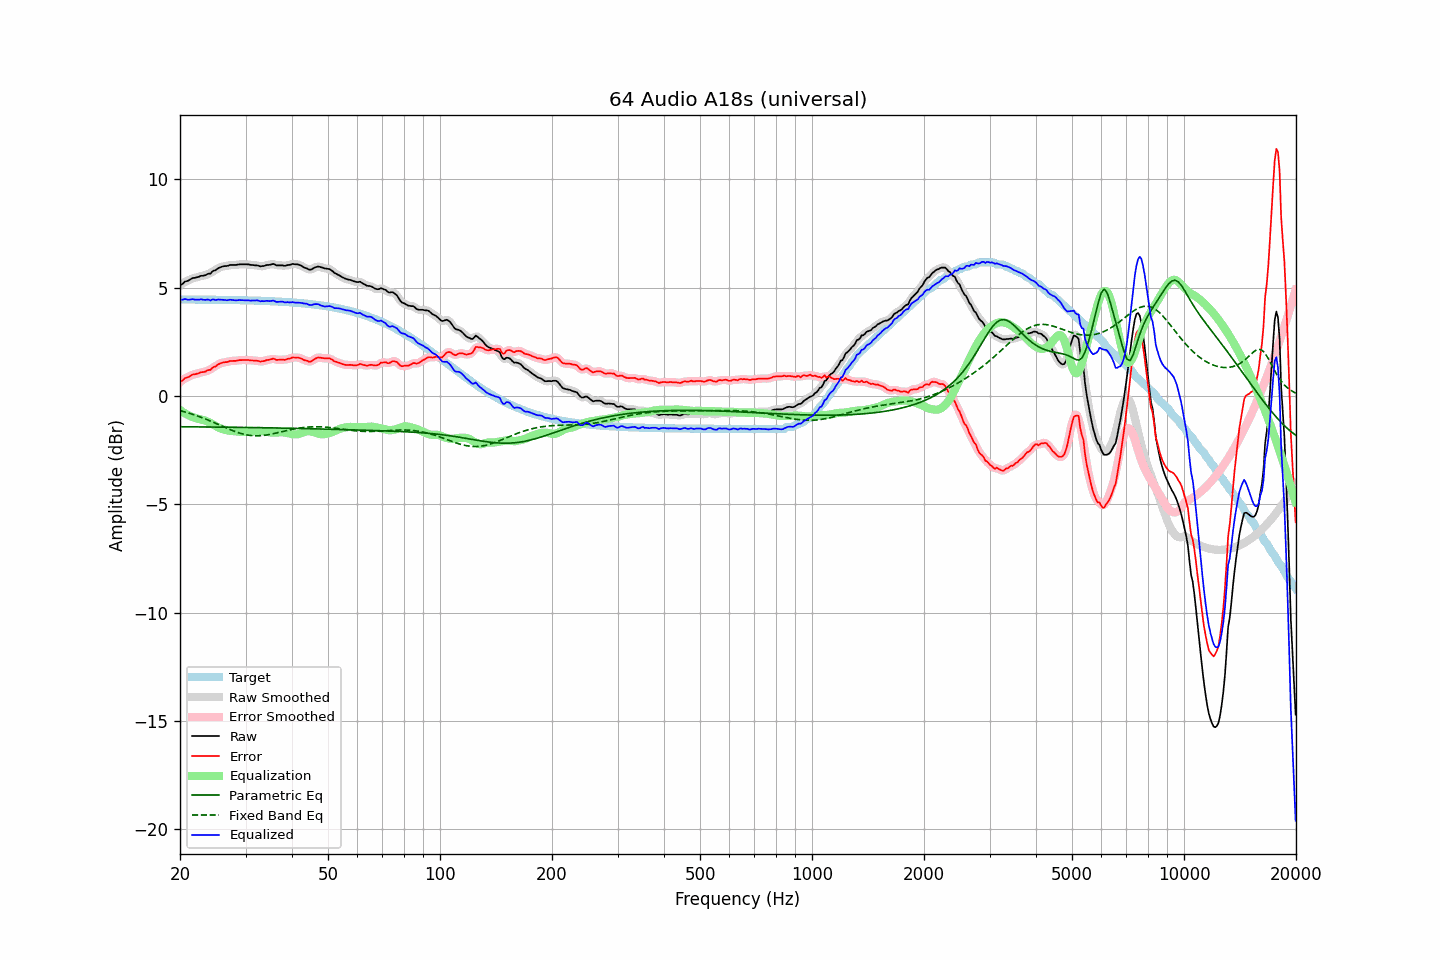 64 Audio A18s (universal)
Amplitude (dBr)
10
5
0
−5
−10
−15
−20
Target
Raw Smoothed
Error Smoothed
Raw
Error
Equalization
Parametric Eq
Fixed Band Eq
Equalized
20 50 100 200 500 1000 2000 5000 10000 20000
Frequency (Hz)